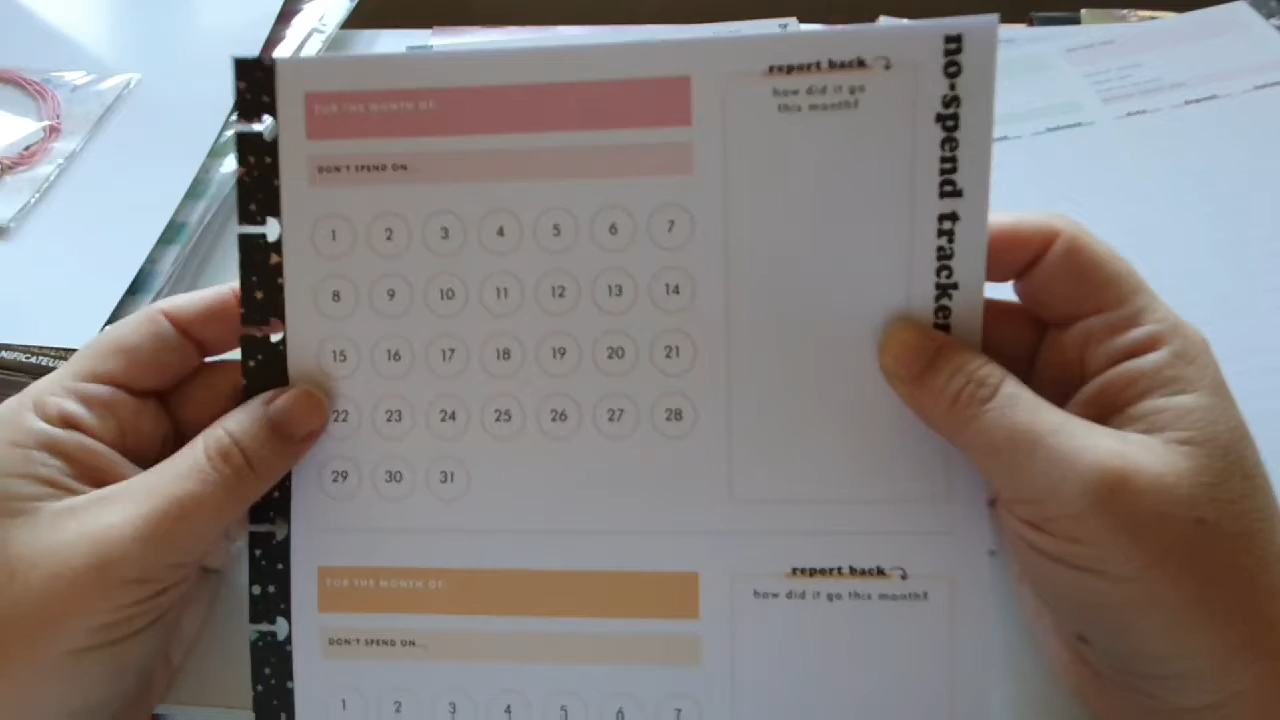 no-spend tracker
FOR THE MONTH OF:
DON'T SPEND ON...
1 2 3 4 5 6 7
8 9 10 11 12 13 14
15 16 17 18 19 20 21
22 23 24 25 26 27 28
29 30 31
report back
how did it go
this month?
FOR THE MONTH OF:
DON'T SPEND ON...
1 2 3 4 5 6 7
report back
how did it go this month?